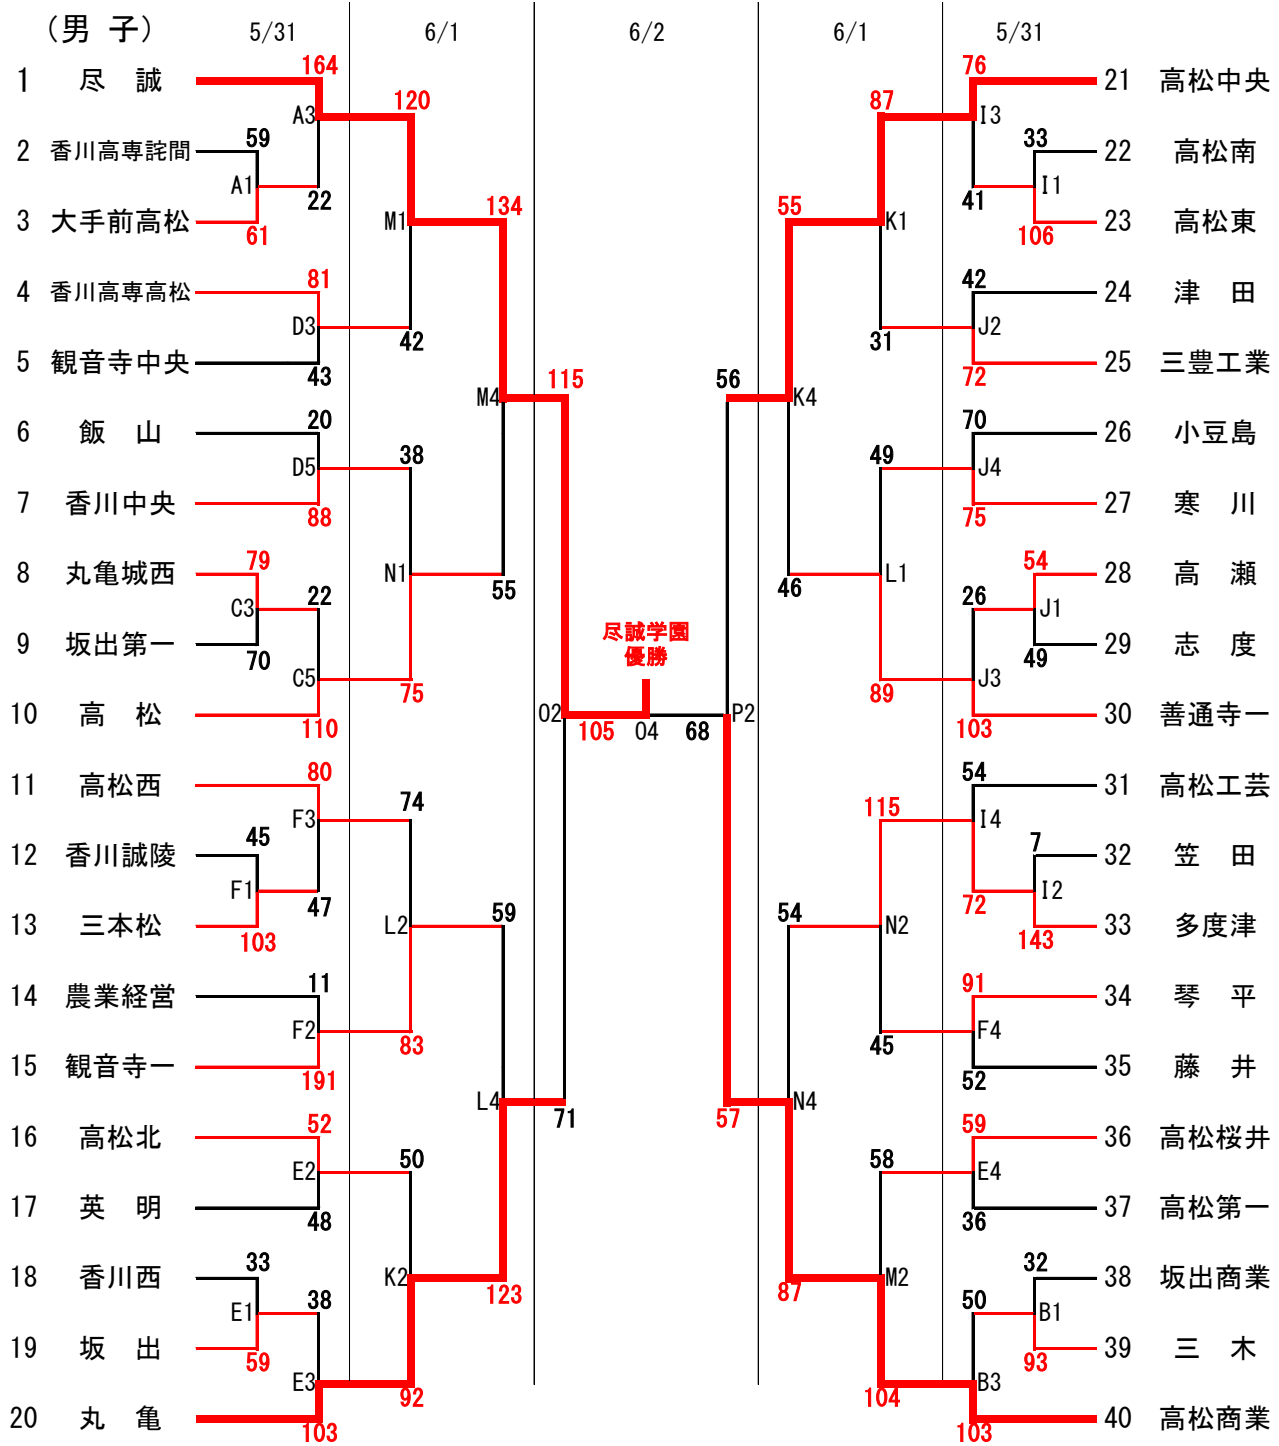 (男 子)
5/31
6/1
6/2
6/1
5/31
1 尽 誠
2 香川高専詫間
3 大手前高松
4 香川高専高松
5 観音寺中央
6 飯 山
7 香川中央
8 丸亀城西
9 坂出第一
10 高 松
11 高松西
12 香川誠陵
13 三本松
14 農業経営
15 観音寺一
16 高松北
17 英 明
18 香川西
19 坂 出
20 丸 亀
164
A3
59
A1
22
61
81
D3
43
20
D5
88
79
C3
22
70
C5
110
80
F3
45
F1
47
103
11
F2
191
52
E2
48
33
E1
38
59
E3
103
120
M1
42
38
N1
75
74
L2
83
50
K2
92
134
M4
55
59
L4
123
115
O2
71
尽誠学園
優勝
105
O4
68
56
P2
57
55
K4
46
54
N4
87
87
K1
31
49
L1
89
115
N2
45
58
M2
104
76
I3
33
I1
41
106
42
J2
72
70
J4
75
54
26
J1
49
J3
103
54
I4
7
I2
72
143
91
F4
52
59
E4
36
32
50
B1
93
B3
103
21 高松中央
22 高松南
23 高松東
24 津 田
25 三豊工業
26 小豆島
27 寒 川
28 高 瀬
29 志 度
30 善通寺一
31 高松工芸
32 笠 田
33 多度津
34 琴 平
35 藤 井
36 高松桜井
37 高松第一
38 坂出商業
39 三 木
40 高松商業